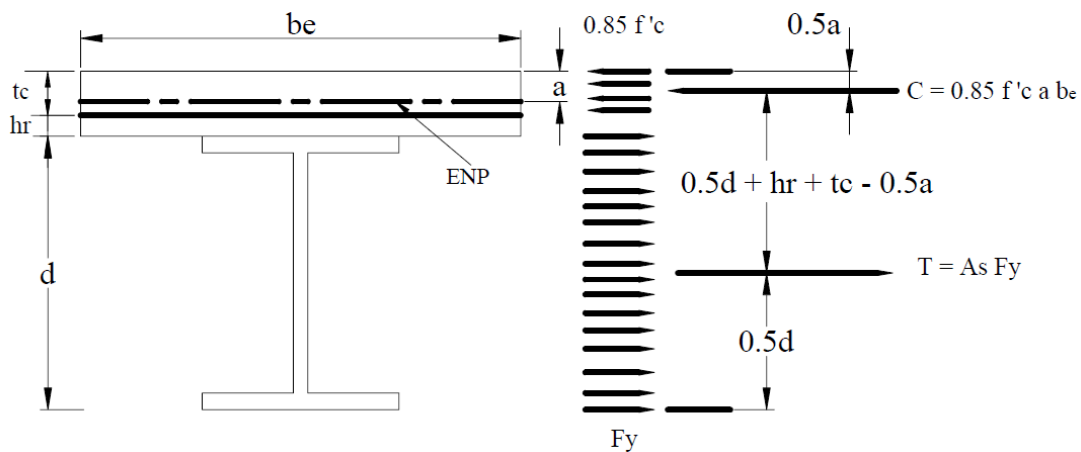 be
0.85 f 'c
0.5a
tc
a
C = 0.85 f 'c a be
hr
ENP
0.5d + hr + tc - 0.5a
d
T = As Fy
0.5d
Fy